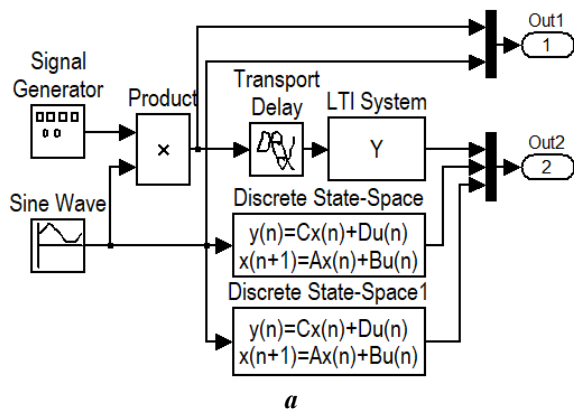 Out1
1
Signal
Generator
Product
×
Transport
Delay
LTI System
Y
Out2
2
Sine Wave
Discrete State-Space
y(n)=Cx(n)+Du(n)
x(n+1)=Ax(n)+Bu(n)
Discrete State-Space1
y(n)=Cx(n)+Du(n)
x(n+1)=Ax(n)+Bu(n)
a